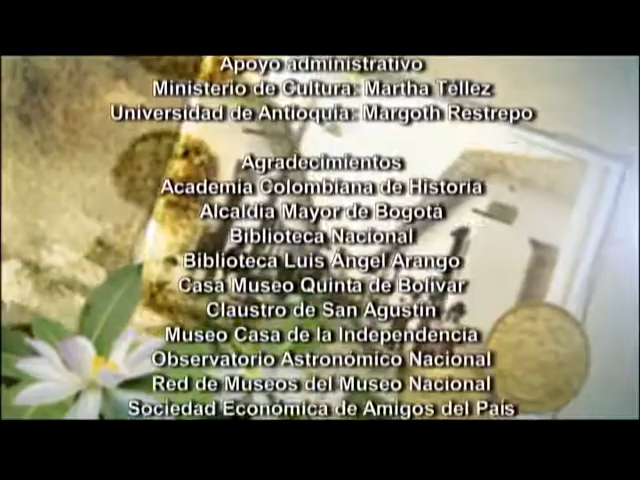 Apoyo administrativo
Ministerio de Cultura: Martha Téllez
Universidad de Antioquia: Margoth Restrepo
Agradecimientos
Academia Colombiana de Historia
Alcaldía Mayor de Bogotá
Biblioteca Nacional
Biblioteca Luis Ángel Arango
Casa Museo Quinta de Bolívar
Claustro de San Agustín
Museo Casa de la Independencia
Observatorio Astronómico Nacional
Red de Museos del Museo Nacional
Sociedad Económica de Amigos del País